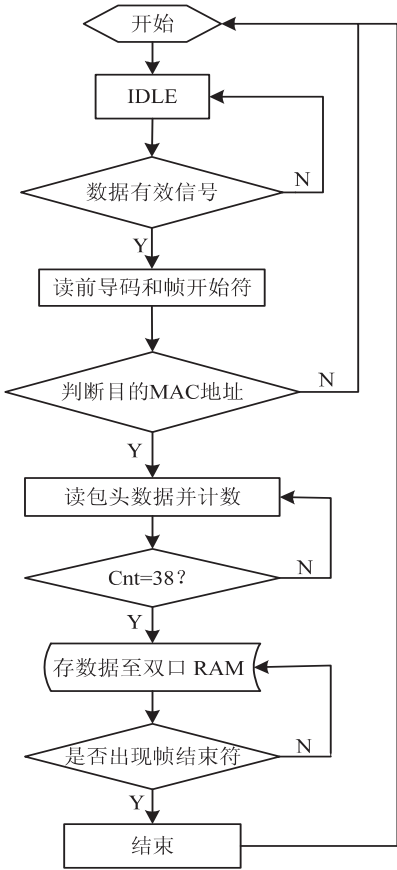 开始
IDLE
数据有效信号
N
Y
读前导码和帧开始符
判断目的MAC地址
N
Y
读包头数据并计数
Cnt=38？
N
Y
存数据至双口 RAM
是否出现帧结束符
N
Y
结束